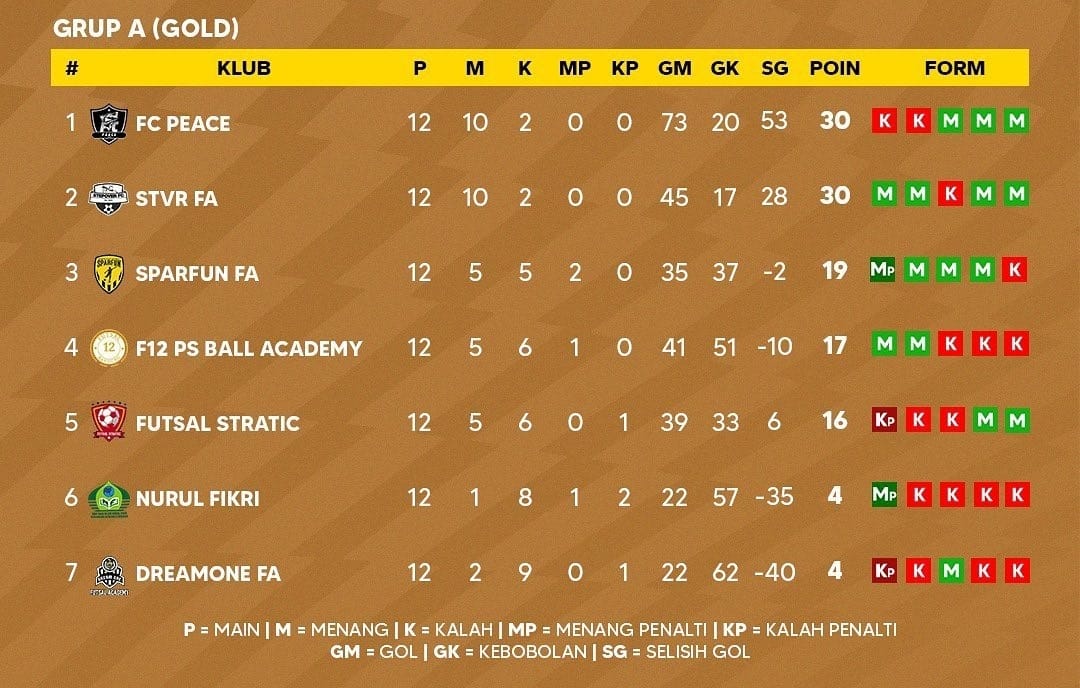 GRUP A (GOLD)
# KLUB P M K MP KP GM GK SG POIN FORM
1 FC PEACE 12 10 2 0 0 73 20 53 30 K K M M M
2 STVR FA 12 10 2 0 0 45 17 28 30 M M K M M
3 SPARFUN FA 12 5 5 2 0 35 37 -2 19 MP M M M K
4 F12 PS BALL ACADEMY 12 5 6 1 0 41 51 -10 17 M M K K K
5 FUTSAL STRATIC 12 5 6 0 1 39 33 6 16 KP K K M M
6 NURUL FIKRI 12 1 8 1 2 22 57 -35 4 MP K K K K
7 DREAMONE FA 12 2 9 0 1 22 62 -40 4 KP K M K K
P = MAIN | M = MENANG | K = KALAH | MP = MENANG PENALTI | KP = KALAH PENALTI
GM = GOL | GK = KEBOBOLAN | SG = SELISIH GOL